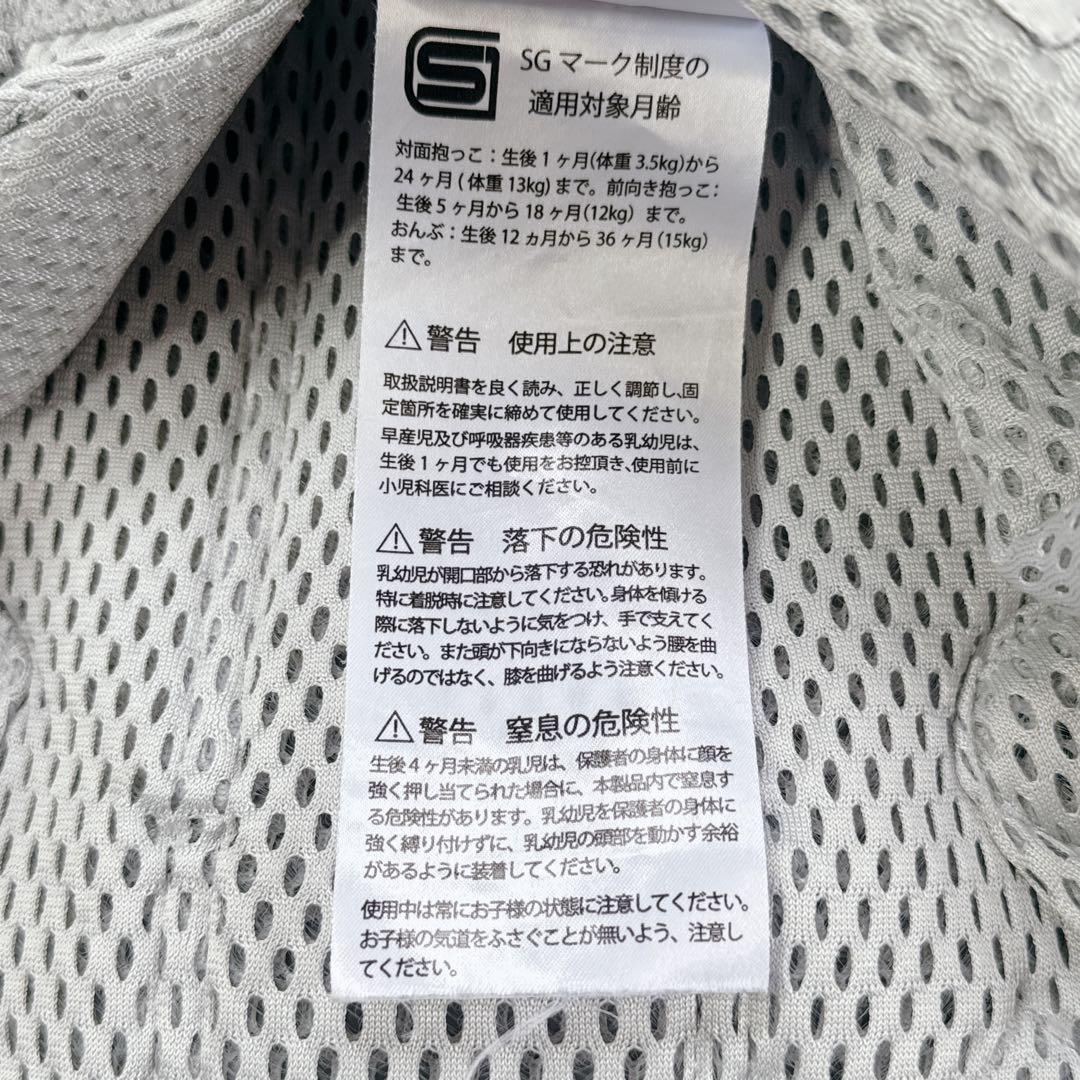 SG マーク制度の
適用対象月齢
対面抱っこ：生後 1 ヶ月(体重 3.5kg)から
24 ヶ月 ( 体重 13kg) まで。前向き抱っこ：
生後 5 ヶ月から 18 ヶ月(12kg) まで。
おんぶ：生後 12 ヵ月から 36 ヶ月 (15kg)
まで。
⚠警告 使用上の注意
取扱説明書を良く読み、正しく調節し、固
定箇所を確実に締めて使用してください。
早産児及び呼吸器疾患等のある乳幼児は、
生後 1 ヶ月でも使用をお控頂き、使用前に
小児科医にご相談ください。
⚠警告 落下の危険性
乳幼児が開口部から落下する恐れがあります。
特に着脱時に注意してください。身体を傾ける
際に落下しないように気をつけ、手で支えてく
ださい。また頭が下向きにならないよう腰を曲
げるのではなく、膝を曲げるよう注意ください。
⚠警告 窒息の危険性
生後 4 ヶ月未満の乳児は、保護者の身体に顔を
強く押し当てられた場合に、本製品内で窒息す
る危険性があります。乳幼児を保護者の身体に
強く縛り付けずに、乳幼児の頭部を動かす余裕
があるように装着してください。
使用中は常にお子様の状態に注意してください。
お子様の気道をふさぐことが無いよう、注意し
てください。